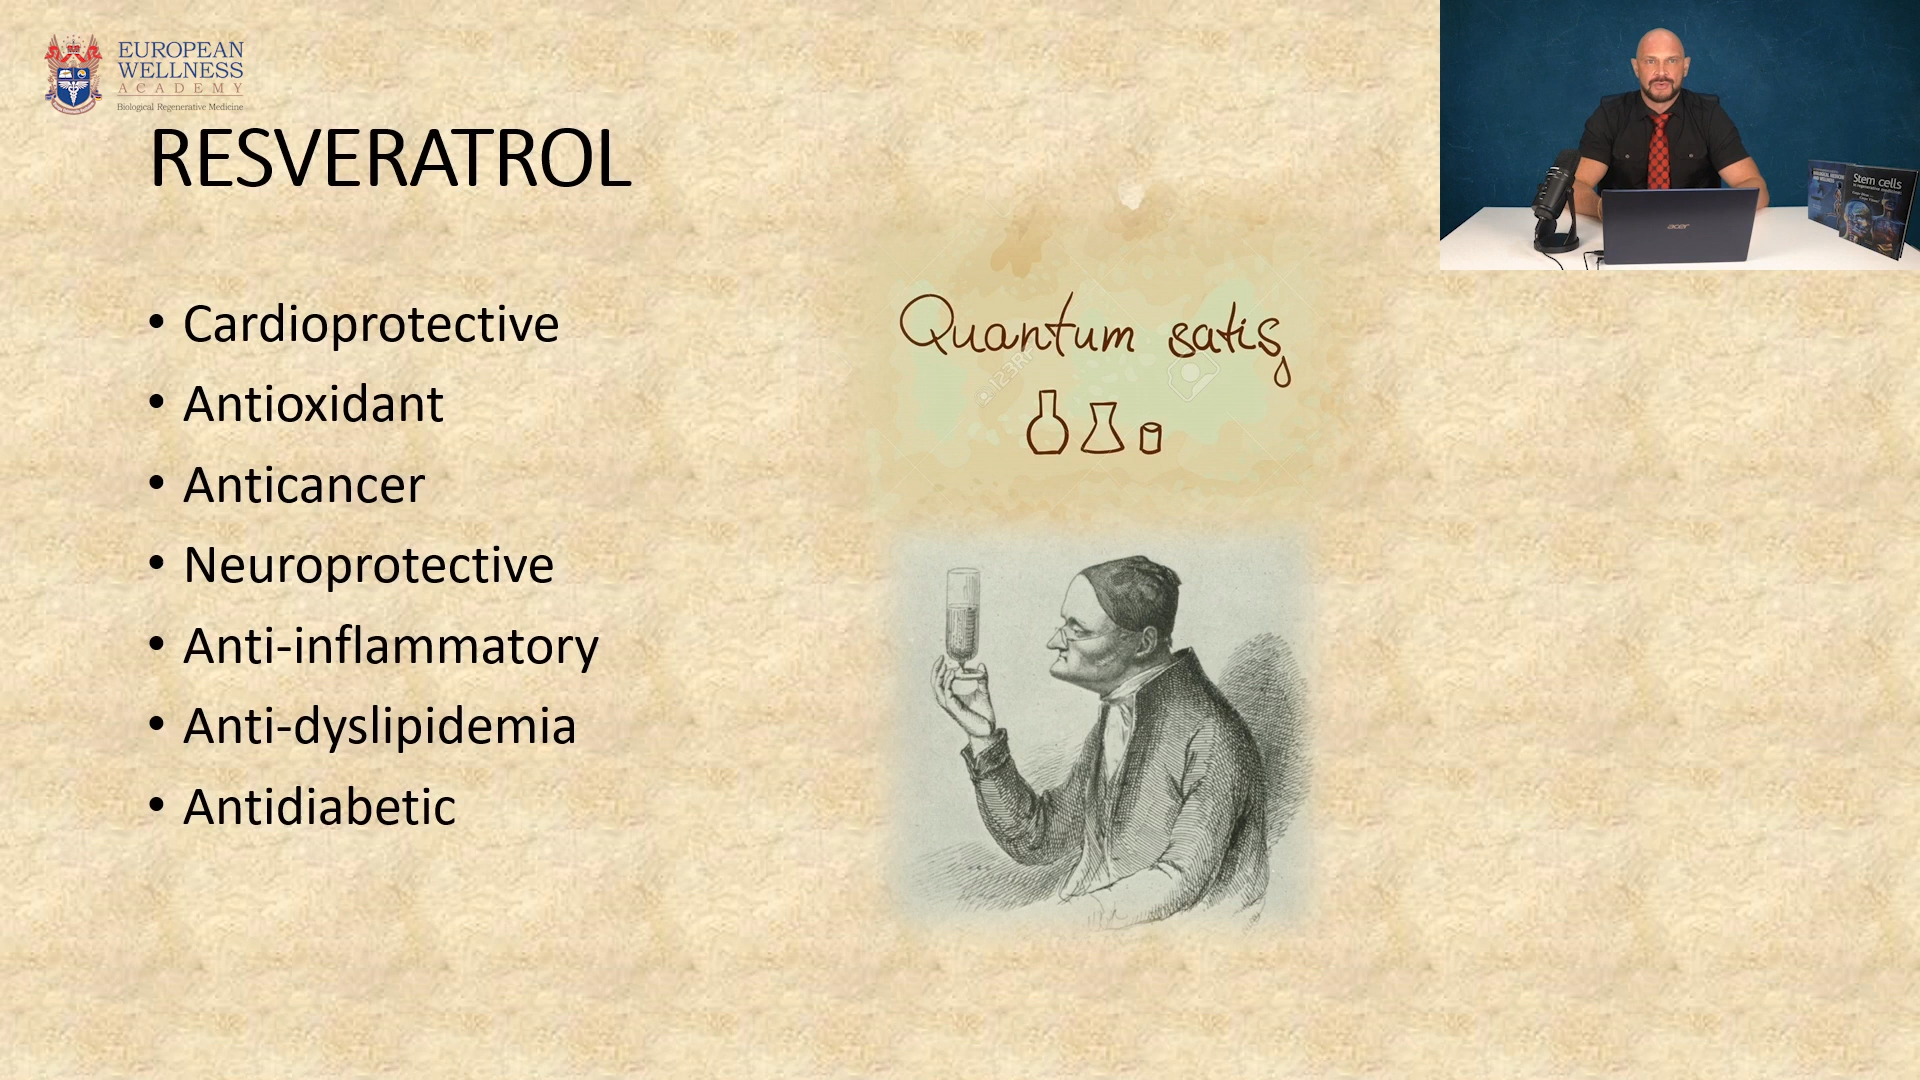 EUROPEAN
WELLNESS
ACADEMY
Biological Regenerative Medicine
RESVERATROL
• Cardioprotective
• Antioxidant
• Anticancer
• Neuroprotective
• Anti-inflammatory
• Anti-dyslipidemia
• Antidiabetic
Quantum satis
acer
Stem cells